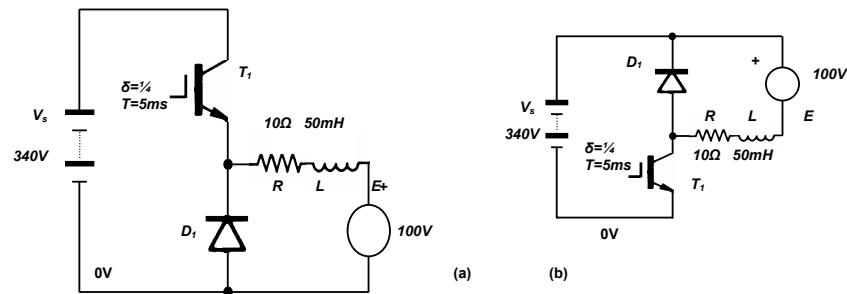 T₁
δ=¼
T=5ms
Vₛ
340V
10Ω 50mH
R L E+
D₁
100V
0V
(a)
+
D₁
100V
Vₛ
R L E
340V
δ=¼
T=5ms
10Ω 50mH
T₁
0V
(b)